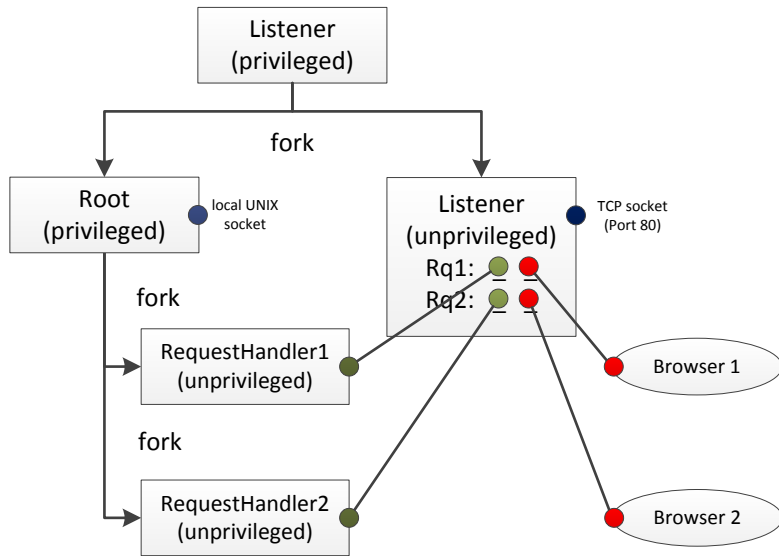 Listener
(privileged)
fork
Root
(privileged)
local UNIX
socket
Listener
(unprivileged)
Rq1: _ _
Rq2: _ _
TCP socket
(Port 80)
fork
RequestHandler1
(unprivileged)
Browser 1
fork
RequestHandler2
(unprivileged)
Browser 2